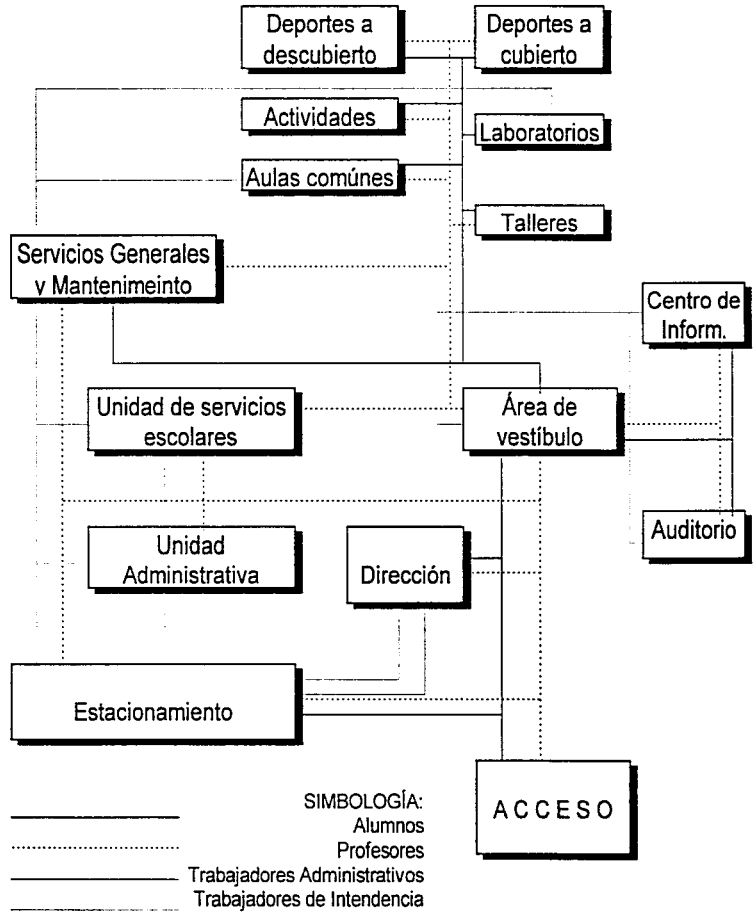 Deportes a
descubierto
Deportes a
cubierto
Actividades
Laboratorios
Aulas comúnes
Talleres
Servicios Generales
y Mantenimeinto
Centro de
Inform.
Unidad de servicios
escolares
Área de
vestíbulo
Auditorio
Unidad
Administrativa
Dirección
Estacionamiento
ACCESO
SIMBOLOGÍA:
Alumnos
Profesores
Trabajadores Administrativos
Trabajadores de Intendencia